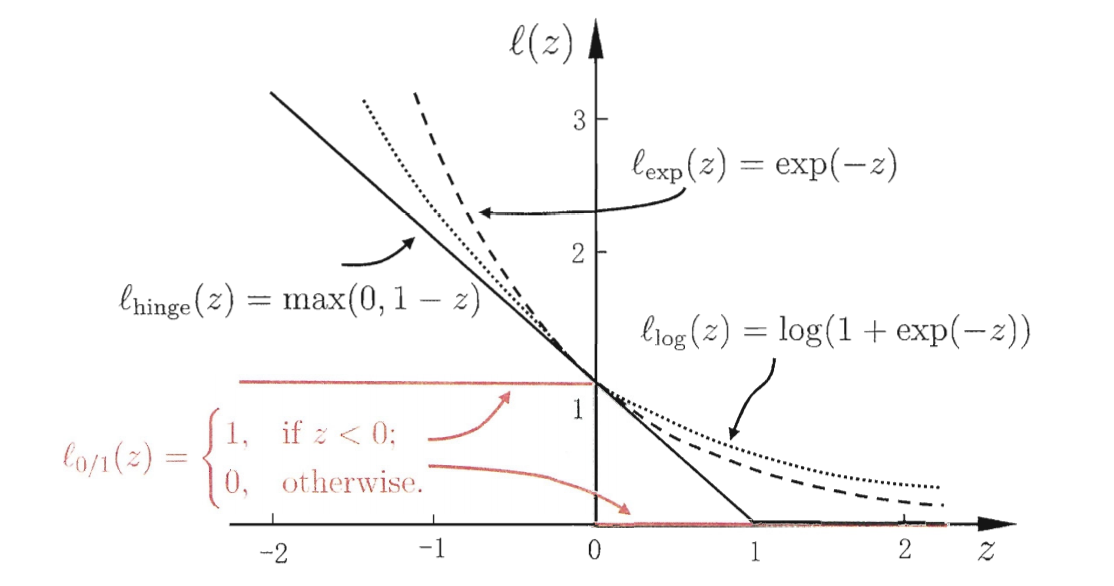 ℓ(z)
3
ℓ_exp(z) = exp(−z)
2
ℓ_hinge(z) = max(0, 1 − z)
ℓ_log(z) = log(1 + exp(−z))
1
ℓ_0/1(z) = { 1, if z < 0;
0, otherwise.
-2 -1 0 1 2 z